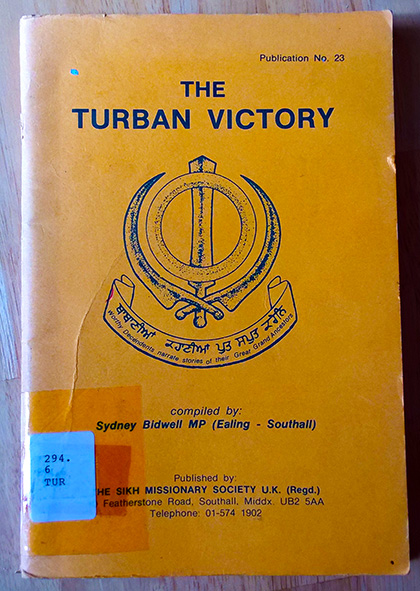 Publication No. 23
THE
TURBAN VICTORY
ਬਾਬਾਣੀਆਂ ਕਹਾਣੀਆਂ ਪੁਤ ਸਪੁਤ ਕਰੇਨਿ
Worthy Decendents narrate stories of their Great Grand Ancestors
compiled by:
Sydney Bidwell MP (Ealing - Southall)
294.
6
TUR
Published by:
HE SIKH MISSIONARY SOCIETY U.K. (Regd.)
Featherstone Road, Southall, Middx. UB2 5AA
Telephone: 01-574 1902